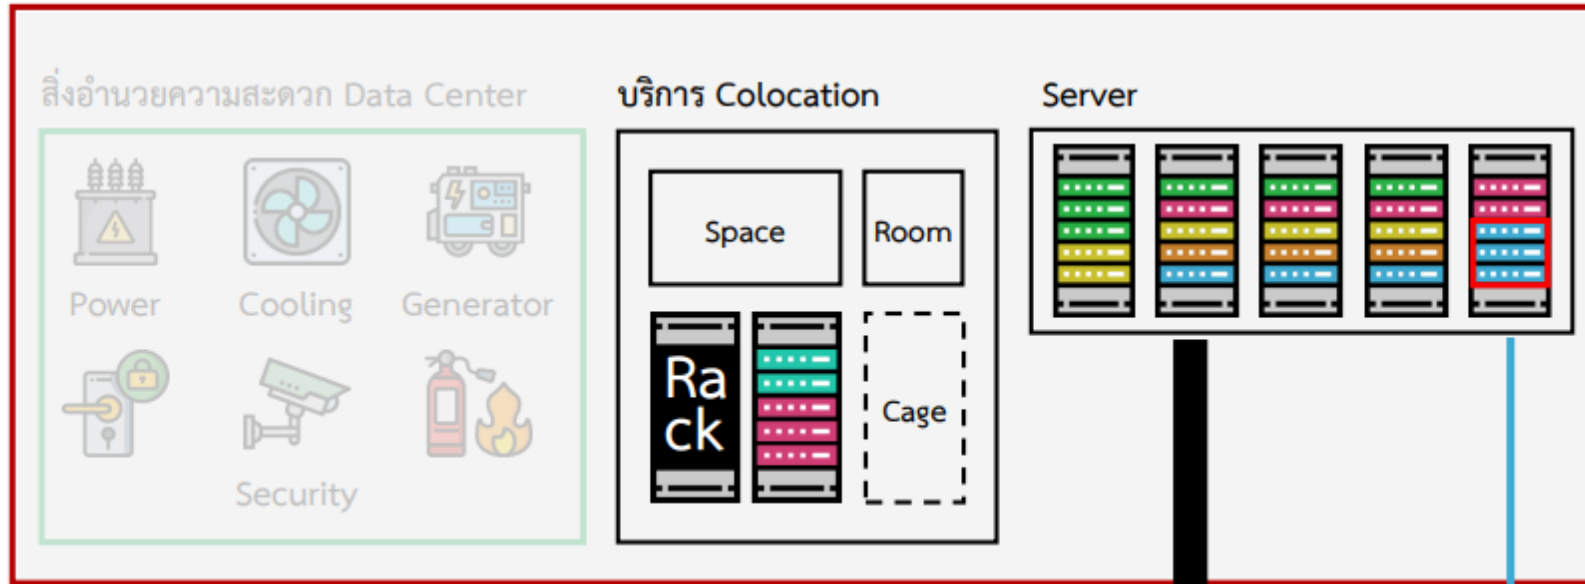 สิ่งอำนวยความสะดวก Data Center
Power
Cooling
Generator
Security
บริการ Colocation
Space
Room
Ra
ck
Cage
Server